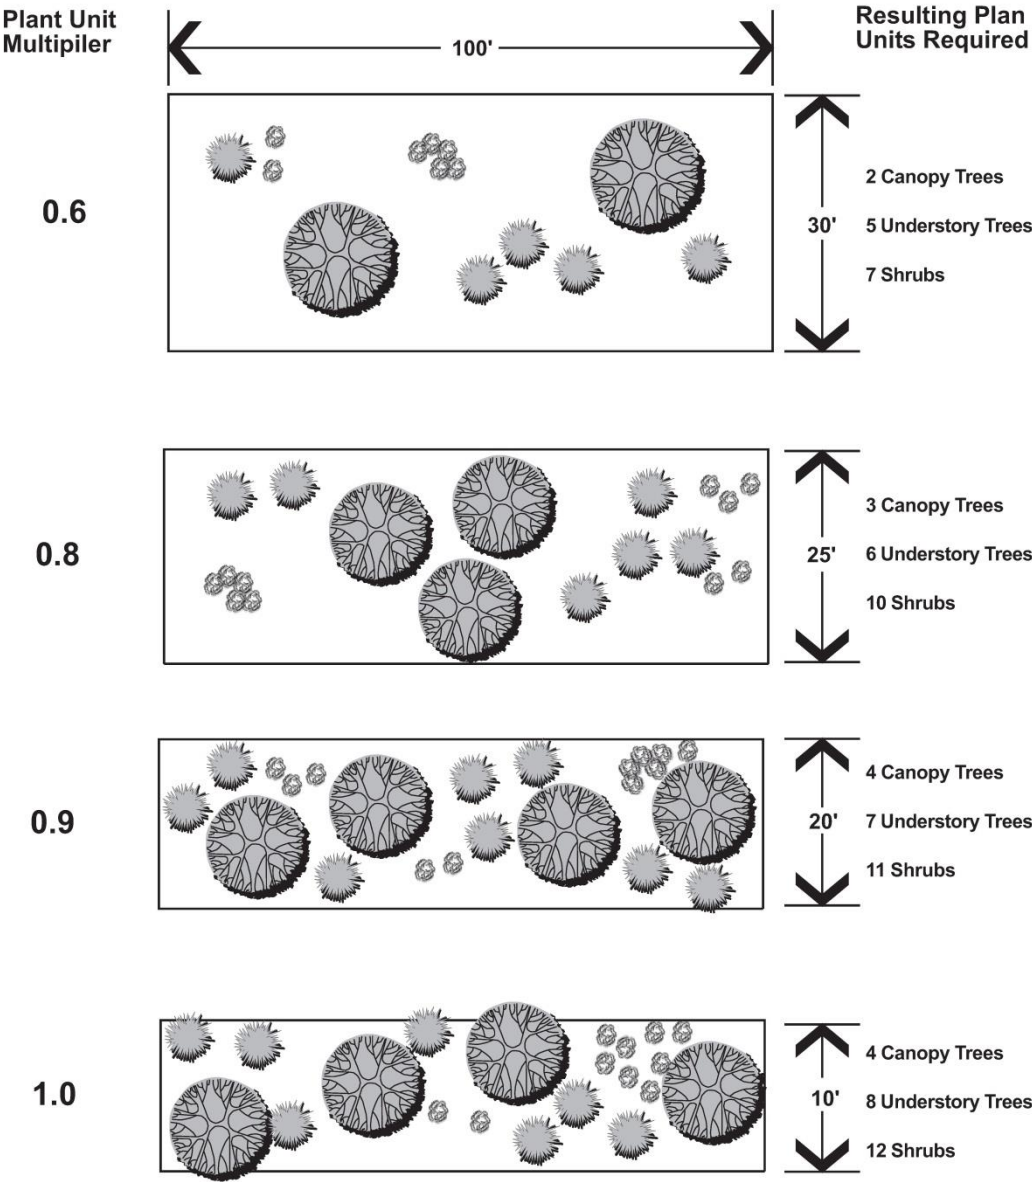 Plant Unit
Multipiler
100'
Resulting Plan
Units Required
0.6
30'
2 Canopy Trees
5 Understory Trees
7 Shrubs
0.8
25'
3 Canopy Trees
6 Understory Trees
10 Shrubs
0.9
20'
4 Canopy Trees
7 Understory Trees
11 Shrubs
1.0
10'
4 Canopy Trees
8 Understory Trees
12 Shrubs